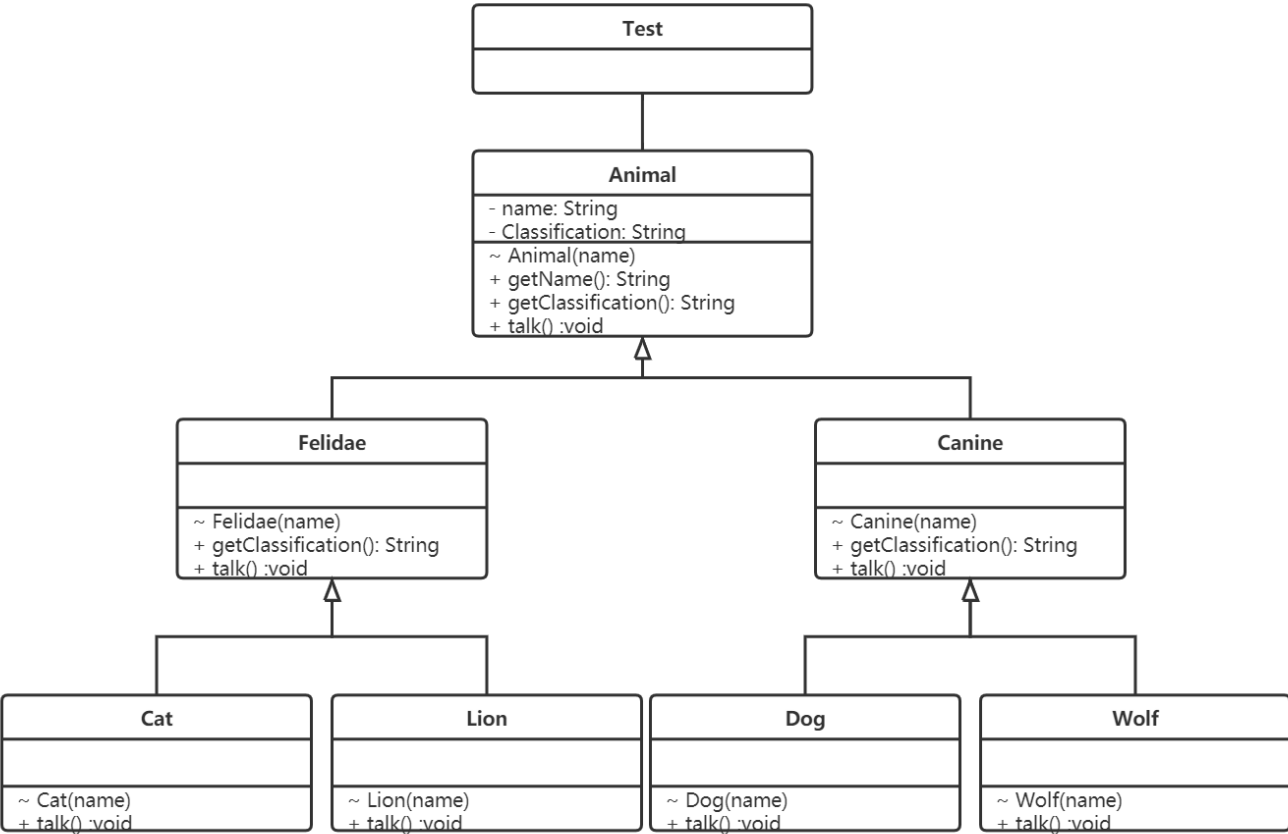 Test
Animal
- name: String
- Classification: String
~ Animal(name)
+ getName(): String
+ getClassification(): String
+ talk() :void
Felidae
~ Felidae(name)
+ getClassification(): String
+ talk() :void
Canine
~ Canine(name)
+ getClassification(): String
+ talk() :void
Cat
~ Cat(name)
+ talk() :void
Lion
~ Lion(name)
+ talk() :void
Dog
~ Dog(name)
+ talk() :void
Wolf
~ Wolf(name)
+ talk() :void